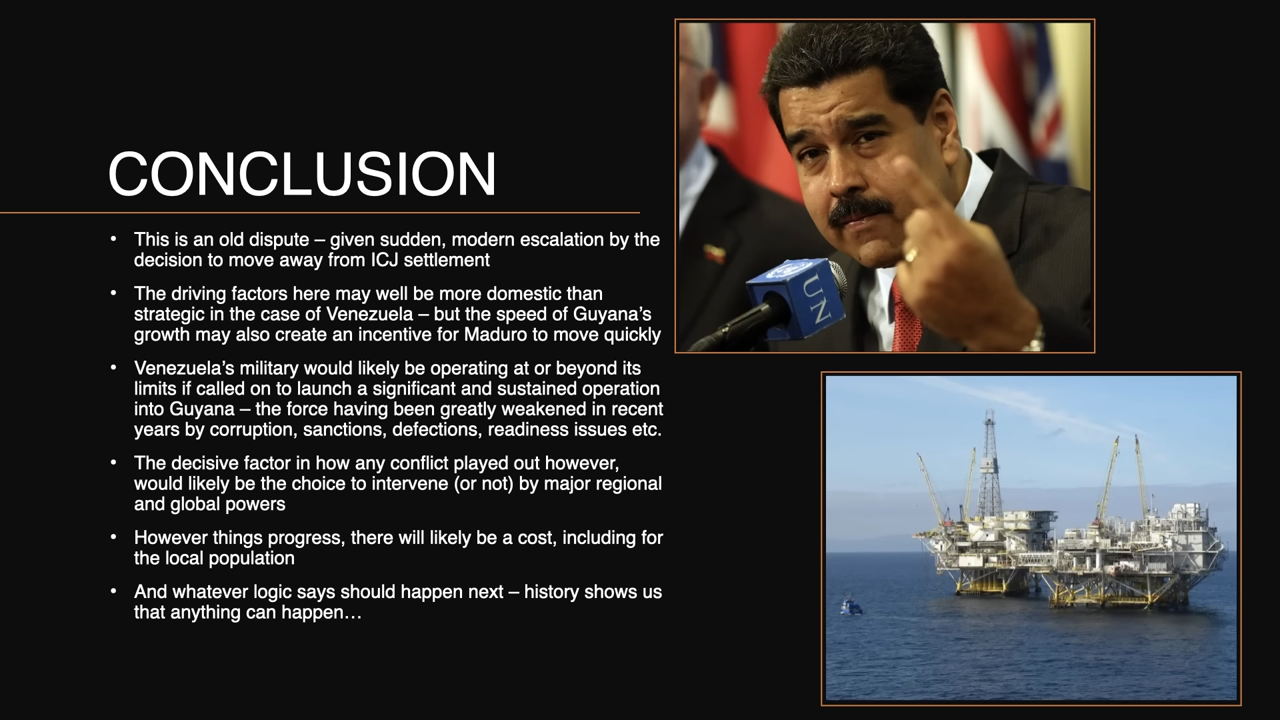 CONCLUSION
• This is an old dispute – given sudden, modern escalation by the
decision to move away from ICJ settlement
• The driving factors here may well be more domestic than
strategic in the case of Venezuela – but the speed of Guyana’s
growth may also create an incentive for Maduro to move quickly
• Venezuela’s military would likely be operating at or beyond its
limits if called on to launch a significant and sustained operation
into Guyana – the force having been greatly weakened in recent
years by corruption, sanctions, defections, readiness issues etc.
• The decisive factor in how any conflict played out however,
would likely be the choice to intervene (or not) by major regional
and global powers
• However things progress, there will likely be a cost, including for
the local population
• And whatever logic says should happen next – history shows us
that anything can happen…
UN